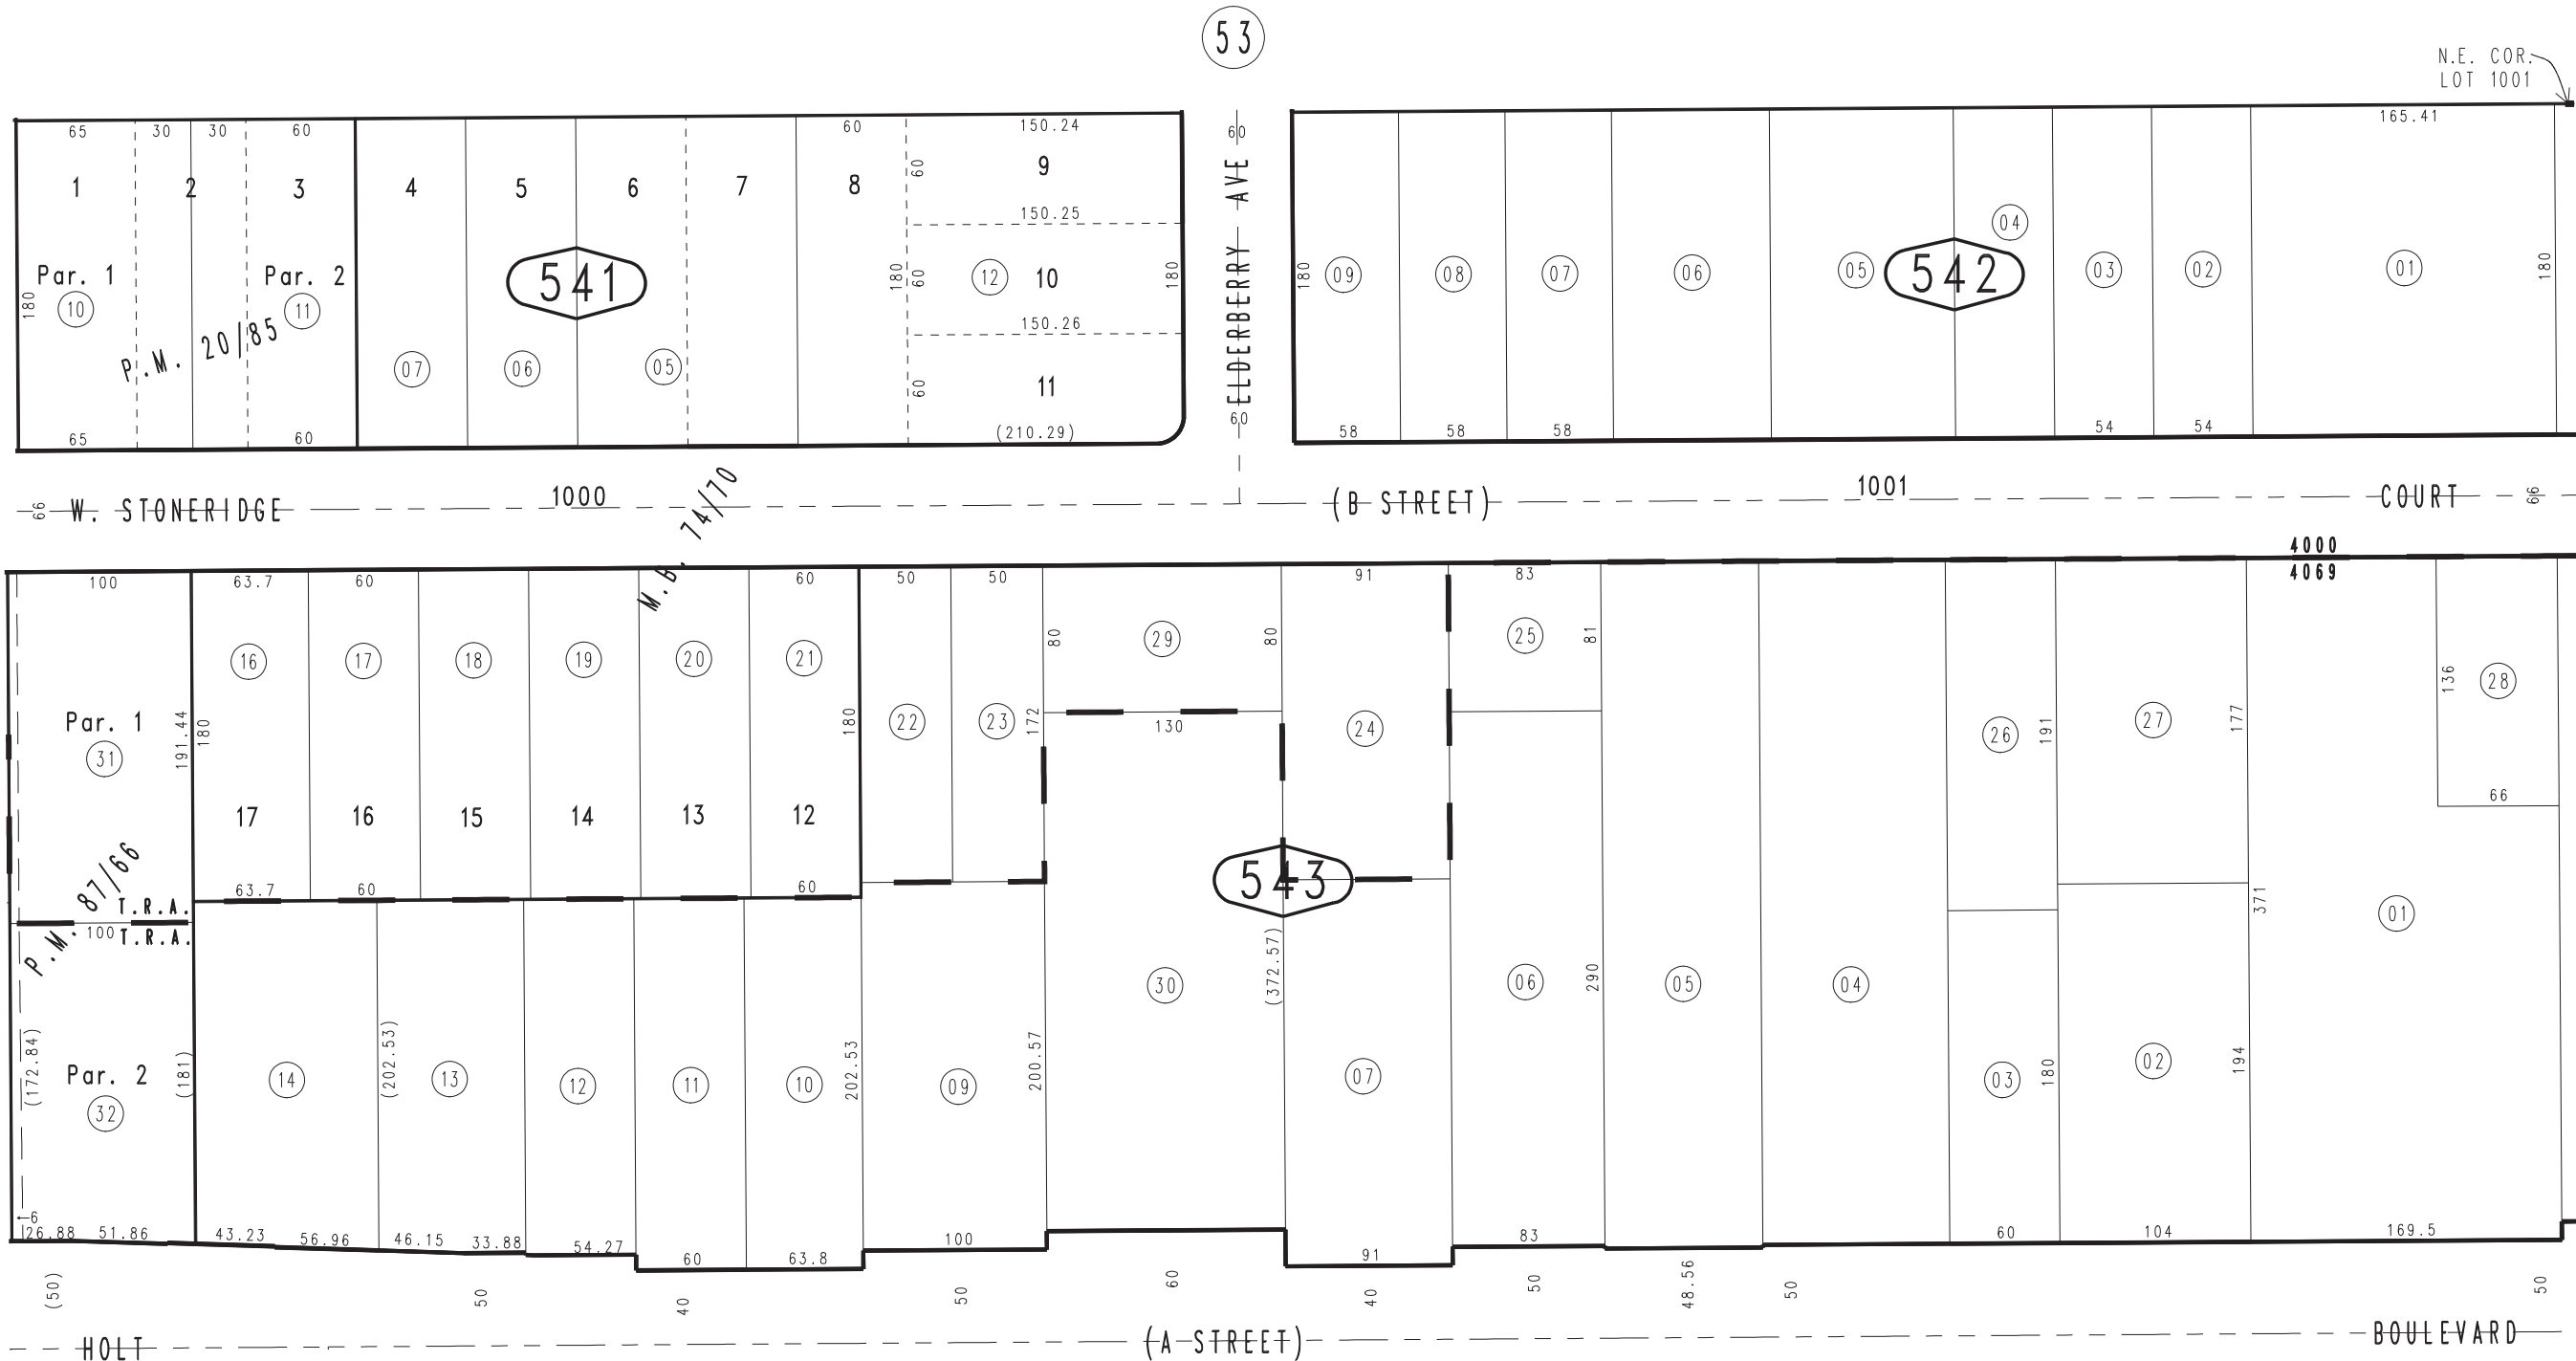 53
N.E. COR.
LOT 1001
65 30 30 60 60 150.24 60 165.41
1 2 3 4 5 6 7 8 60 9
150.25
Par. 1 Par. 2 541 180 60 12 10 180 ELDERBERRY AVE 180 09 08 07 06 05 542 04 03 02 01 180
180 10 11
150.26
P.M. 20/85
07 06 05 60 11
65 60 (210.29) 60 58 58 58 54 54
66 W. STONERIDGE 1000 (B STREET) 1001 COURT 66
M.B. 74/70
4000
4069
100 63.7 60 60 50 50 91 83
16 17 18 19 20 21 80 29 80 25 81
Par. 1 191.44 180 180 22 23 172 130 24 26 191 27 177 136 28
31
17 16 15 14 13 12 66
63.7 60 60 543
P.M. 87/66
T.R.A.
100 T.R.A.
371 01
(372.57)
30 06 290 05 04
(172.84) Par. 2 (181) 14 (202.53) 13 12 11 10 202.53 09 200.57 07 03 180 02 194
32
6
26.88 51.86 43.23 56.96 46.15 33.88 54.27 60 63.8 100 91 83 60 104 169.5
(50) 50 40 50 60 40 50 48.56 50 50
HOLT (A STREET) BOULEVARD